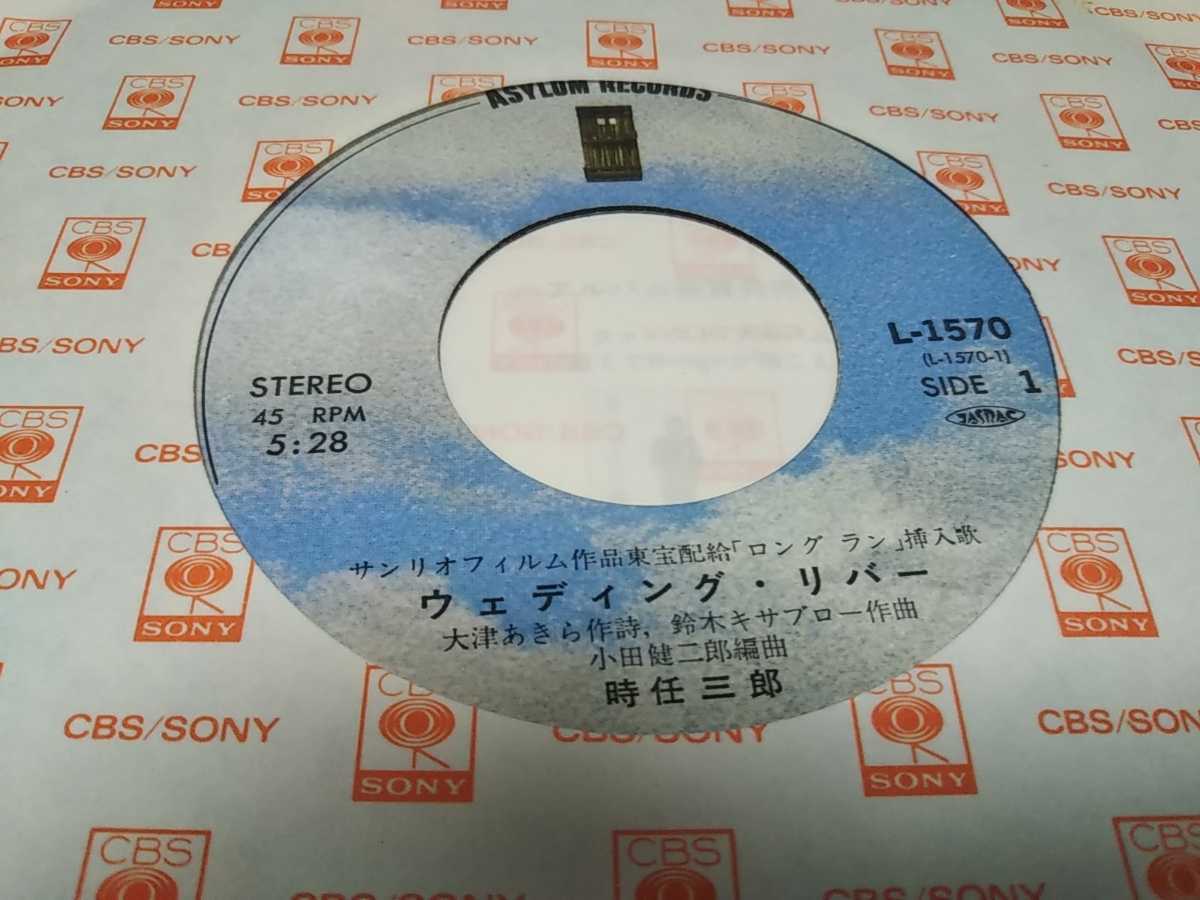 ASYLUM RECORDS
L-1570
(L-1570-1)
SIDE 1
JASRAC
STEREO
45 RPM
5:28
サンリオフィルム作品東宝配給「ロング ラン」挿入歌
ウェディング・リバー
大津あきら作詩, 鈴木キサブロー作曲
小田健二郎編曲
時任三郎
CBS/SONY
CBS SONY